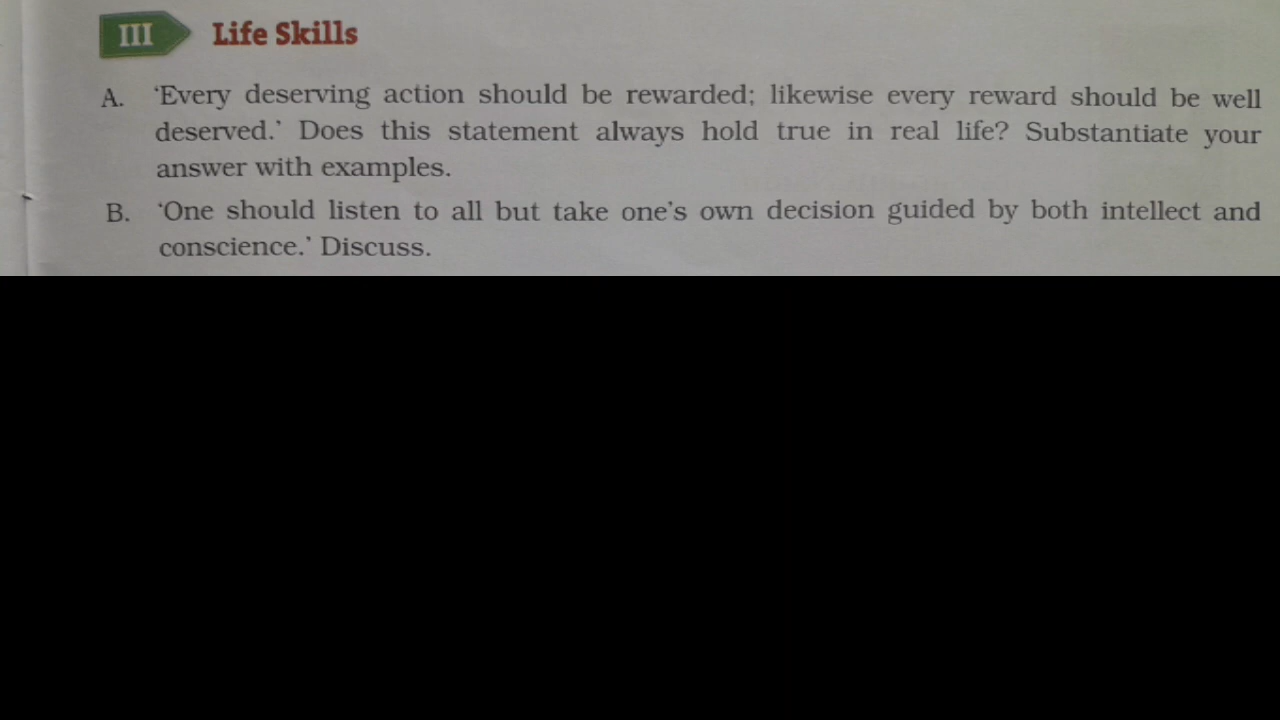 III Life Skills
A. 'Every deserving action should be rewarded; likewise every reward should be well
deserved.' Does this statement always hold true in real life? Substantiate your
answer with examples.
B. 'One should listen to all but take one's own decision guided by both intellect and
conscience.' Discuss.